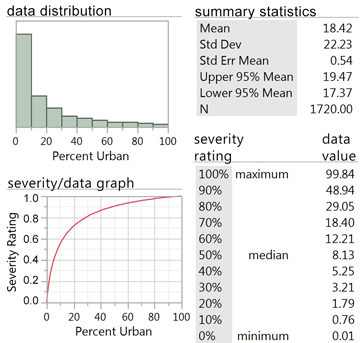 data distribution
0 20 40 60 80 100
Percent Urban
summary statistics
Mean 18.42
Std Dev 22.23
Std Err Mean 0.54
Upper 95% Mean 19.47
Lower 95% Mean 17.37
N 1720.00
severity/data graph
Severity Rating
1.0
0.8
0.6
0.4
0.2
0.0
0 20 40 60 80 100
Percent Urban
severity data
rating value
100% maximum 99.84
90% 48.94
80% 29.05
70% 18.40
60% 12.21
50% median 8.13
40% 5.25
30% 3.21
20% 1.79
10% 0.76
0% minimum 0.01